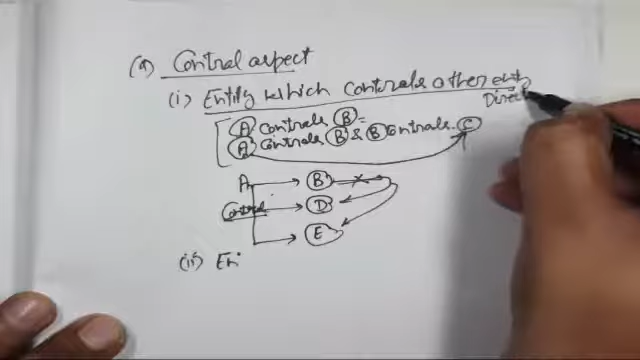 (a) Control aspect
(i) Entity which controls other entity
Direct
A controls B =
A controls B & B controls C
A B
Control D
E
(ii) En